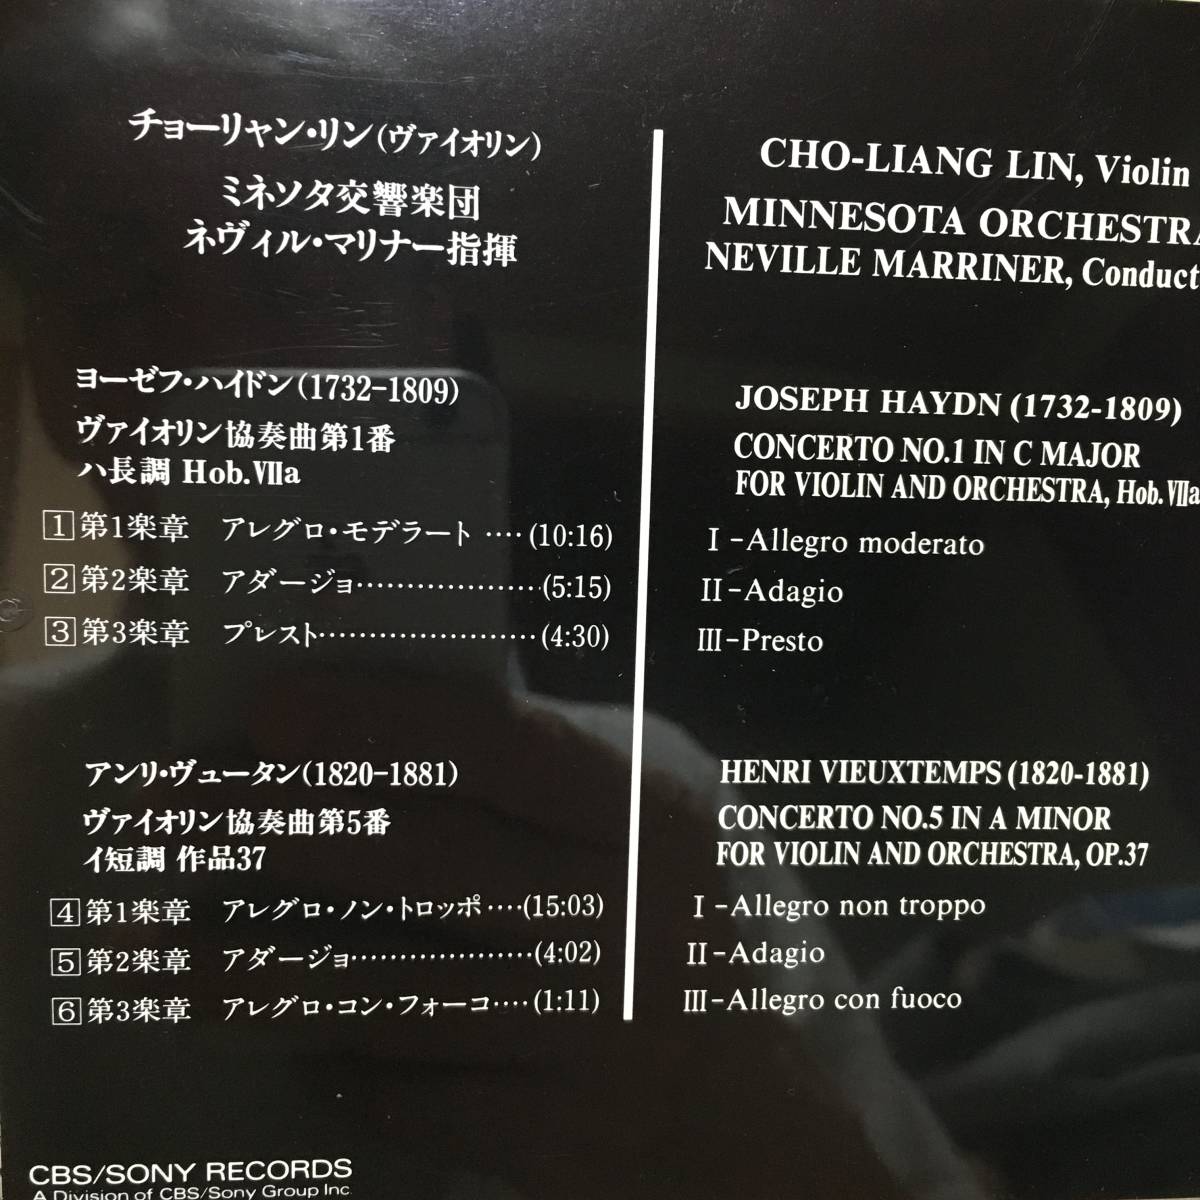 チョーリャン・リン(ヴァイオリン)
ミネソタ交響楽団
ネヴィル・マリナー指揮
ヨーゼフ・ハイドン(1732-1809)
ヴァイオリン協奏曲第1番
ハ長調 Hob.Ⅶa
1 第1楽章 アレグロ・モデラート ････(10:16)
2 第2楽章 アダージョ･･････････････････(5:15)
3 第3楽章 プレスト･･････････････････････(4:30)
アンリ・ヴュータン(1820-1881)
ヴァイオリン協奏曲第5番
イ短調 作品37
4 第1楽章 アレグロ・ノン・トロッポ････(15:03)
5 第2楽章 アダージョ･･････････････････(4:02)
6 第3楽章 アレグロ・コン・フォーコ････(1:11)
CBS/SONY RECORDS
A Division of CBS/Sony Group Inc.
CHO-LIANG LIN, Violin
MINNESOTA ORCHESTRA
NEVILLE MARRINER, Conduct
JOSEPH HAYDN (1732-1809)
CONCERTO NO.1 IN C MAJOR
FOR VIOLIN AND ORCHESTRA, Hob.Ⅶa
Ⅰ-Allegro moderato
Ⅱ-Adagio
Ⅲ-Presto
HENRI VIEUXTEMPS (1820-1881)
CONCERTO NO.5 IN A MINOR
FOR VIOLIN AND ORCHESTRA, OP.37
Ⅰ-Allegro non troppo
Ⅱ-Adagio
Ⅲ-Allegro con fuoco